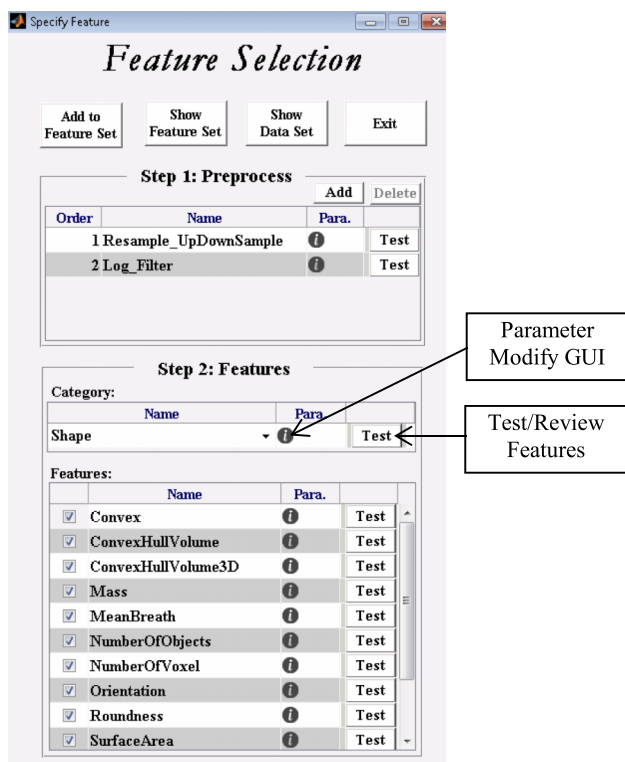 Specify Feature
Feature Selection
Add to
Feature Set
Show
Feature Set
Show
Data Set
Exit
Step 1: Preprocess
Add
Delete
Order Name Para.
1 Resample_UpDownSample i Test
2 Log_Filter i Test
Step 2: Features
Category:
Name Para.
Shape i Test
Features:
Name Para.
Convex i Test
ConvexHullVolume i Test
ConvexHullVolume3D i Test
Mass i Test
MeanBreath i Test
NumberOfObjects i Test
NumberOfVoxel i Test
Orientation i Test
Roundness i Test
SurfaceArea i Test
Parameter
Modify GUI
Test/Review
Features